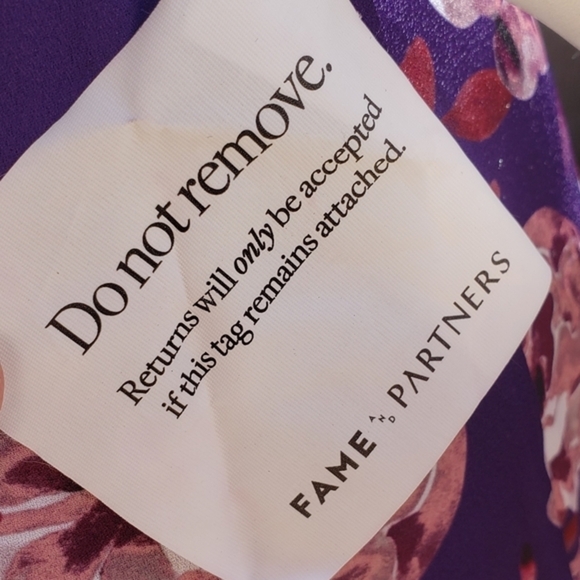 Do not remove.
Returns will only be accepted
if this tag remains attached.
FAME AND PARTNERS